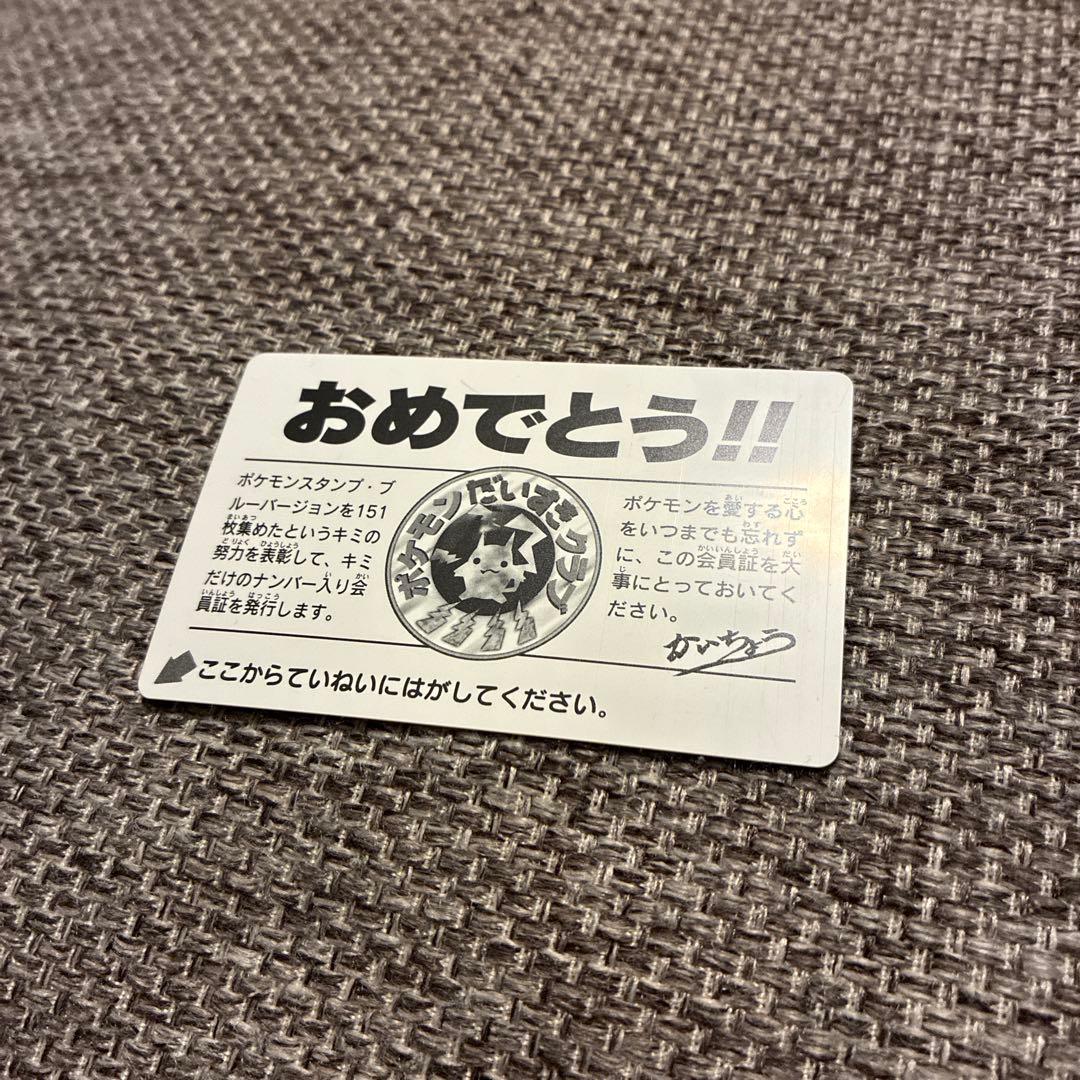 おめでとう!!
ポケモンスタンプ・ブ
ルーバージョンを151
枚集めたというキミの
努力を表彰して、キミ
だけのナンバー入り会
員証を発行します。
ポケモンだいすきクラブ
ポケモンを愛する心
をいつまでも忘れず
に、この会員証を大
事にとっておいてく
ださい。
かいちょう
ここからていねいにはがしてください。